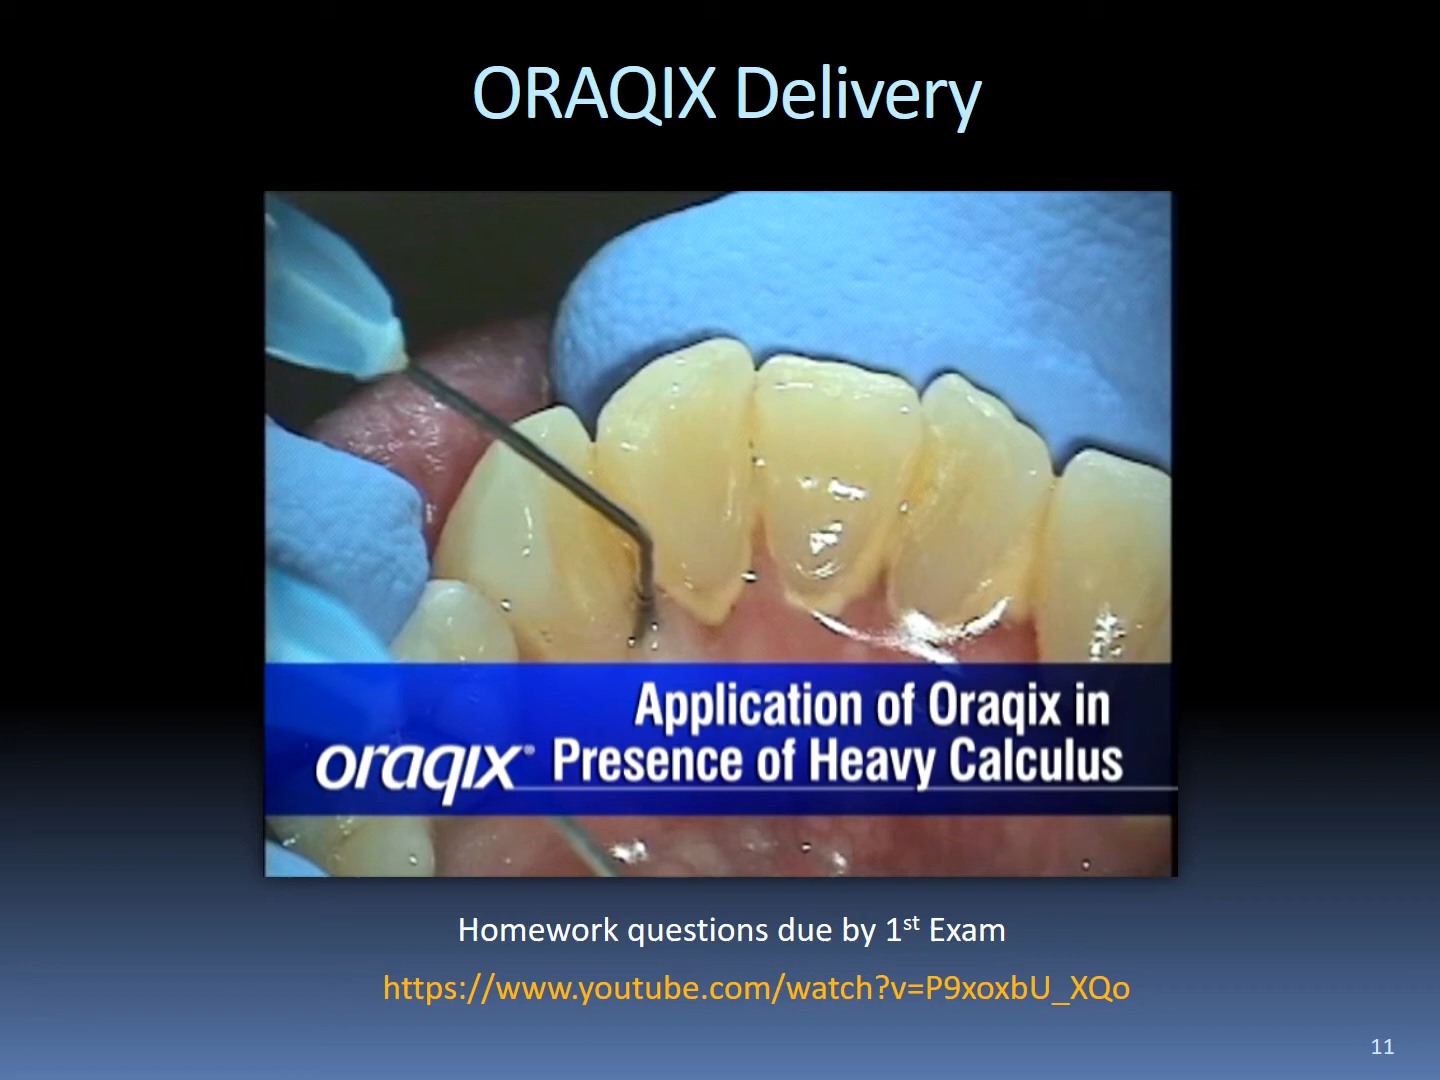 ORAQIX Delivery
Application of Oraqix in
oraqix® Presence of Heavy Calculus
Homework questions due by 1st Exam
https://www.youtube.com/watch?v=P9xoxbU_XQo
11